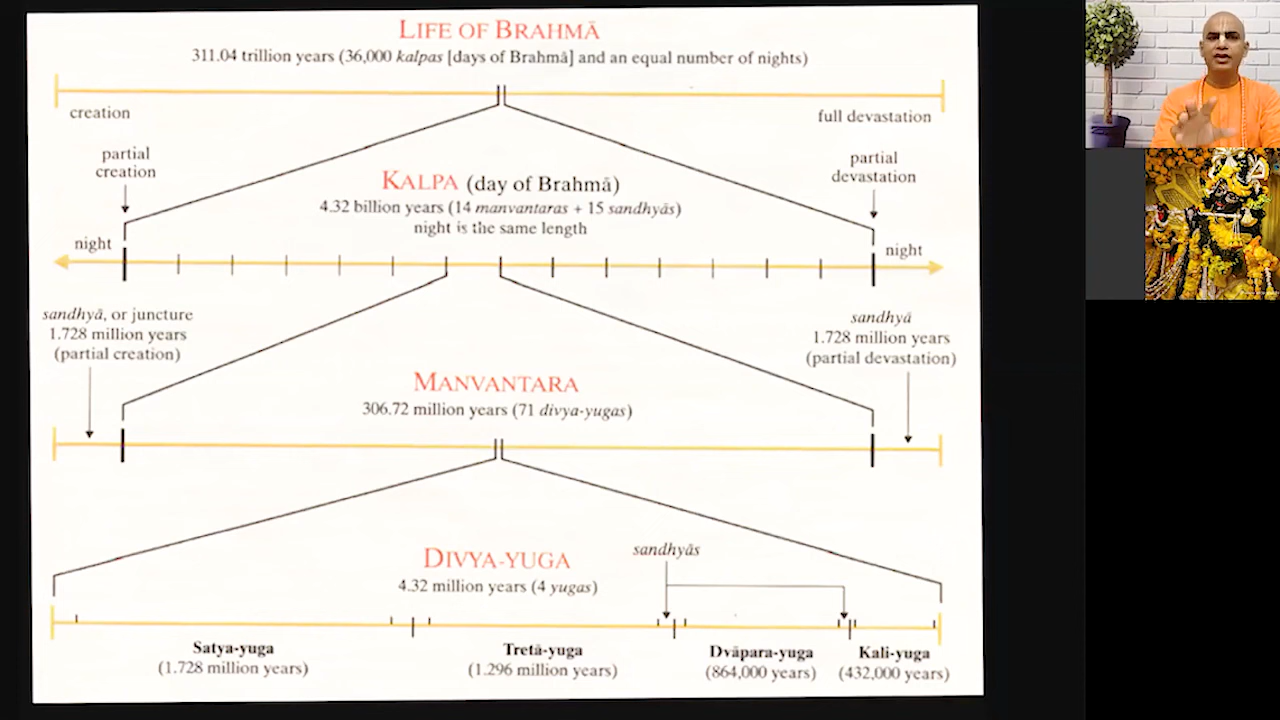 LIFE OF BRAHMĀ
311.04 trillion years (36,000 kalpas [days of Brahmā] and an equal number of nights)
creation
full devastation
partial
creation
partial
devastation
KALPA (day of Brahmā)
4.32 billion years (14 manvantaras + 15 sandhyās)
night is the same length
night
night
sandhyā, or juncture
1.728 million years
(partial creation)
sandhyā
1.728 million years
(partial devastation)
MANVANTARA
306.72 million years (71 divya-yugas)
DIVYA-YUGA
4.32 million years (4 yugas)
sandhyās
Satya-yuga
(1.728 million years)
Tretā-yuga
(1.296 million years)
Dvāpara-yuga
(864,000 years)
Kali-yuga
(432,000 years)